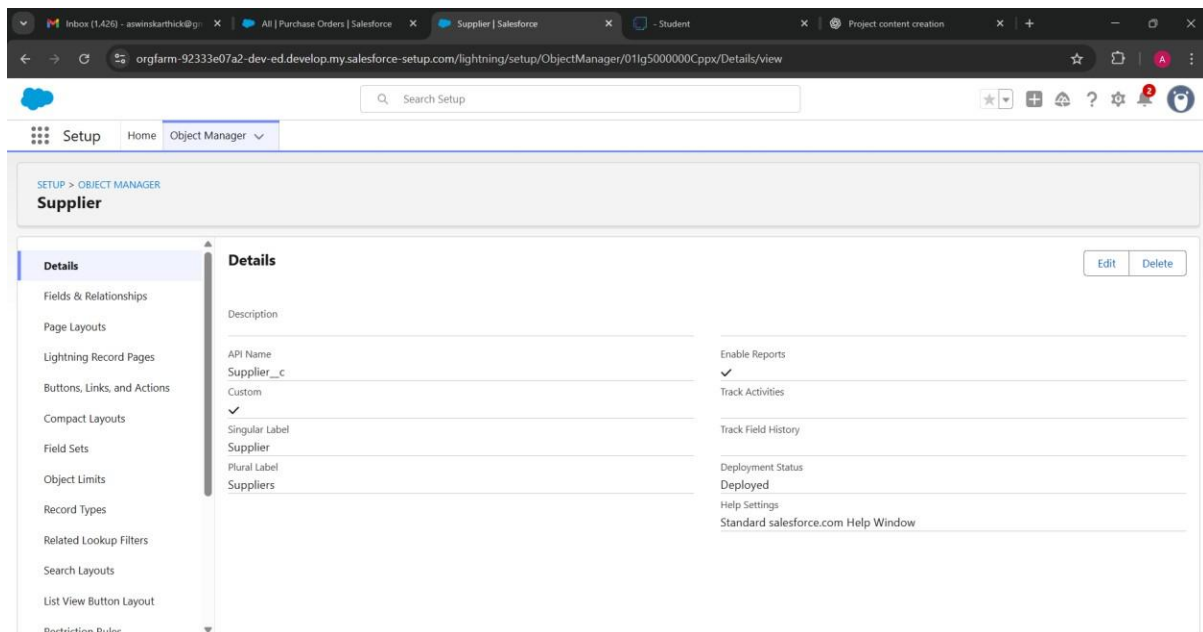 Inbox (1,426) - aswinskarthick@gn
All | Purchase Orders | Salesforce
Supplier | Salesforce
- Student
Project content creation
orgfarm-92333e07a2-dev-ed.develop.my.salesforce-setup.com/lightning/setup/ObjectManager/01Ig5000000Cppx/Details/view
A
Search Setup
2
Setup
Home
Object Manager
SETUP > OBJECT MANAGER
Supplier
Details
Fields & Relationships
Page Layouts
Lightning Record Pages
Buttons, Links, and Actions
Compact Layouts
Field Sets
Object Limits
Record Types
Related Lookup Filters
Search Layouts
List View Button Layout
Restriction Rules
Details
Edit
Delete
Description
API Name
Supplier__c
Custom
Singular Label
Supplier
Plural Label
Suppliers
Enable Reports
Track Activities
Track Field History
Deployment Status
Deployed
Help Settings
Standard salesforce.com Help Window